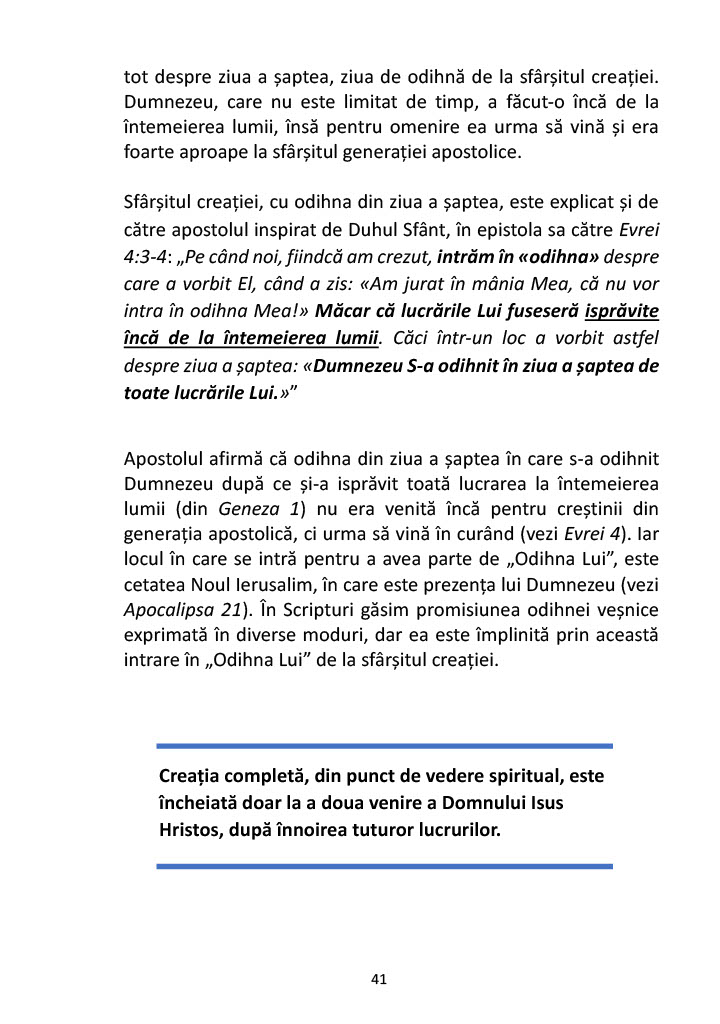 tot despre ziua a șaptea, ziua de odihnă de la sfârșitul creației.
Dumnezeu, care nu este limitat de timp, a făcut-o încă de la
întemeierea lumii, însă pentru omenire ea urma să vină și era
foarte aproape la sfârșitul generației apostolice.
Sfârșitul creației, cu odihna din ziua a șaptea, este explicat și de
către apostolul inspirat de Duhul Sfânt, în epistola sa către Evrei
4:3-4: „Pe când noi, fiindcă am crezut, intrăm în «odihna» despre
care a vorbit El, când a zis: «Am jurat în mânia Mea, că nu vor
intra în odihna Mea!» Măcar că lucrările Lui fuseseră isprăvite
încă de la întemeierea lumii. Căci într-un loc a vorbit astfel
despre ziua a șaptea: «Dumnezeu S-a odihnit în ziua a șaptea de
toate lucrările Lui.»”
Apostolul afirmă că odihna din ziua a șaptea în care s-a odihnit
Dumnezeu după ce și-a isprăvit toată lucrarea la întemeierea
lumii (din Geneza 1) nu era venită încă pentru creștinii din
generația apostolică, ci urma să vină în curând (vezi Evrei 4). Iar
locul în care se intră pentru a avea parte de „Odihna Lui”, este
cetatea Noul Ierusalim, în care este prezența lui Dumnezeu (vezi
Apocalipsa 21). În Scripturi găsim promisiunea odihnei veșnice
exprimată în diverse moduri, dar ea este împlinită prin această
intrare în „Odihna Lui” de la sfârșitul creației.
Creația completă, din punct de vedere spiritual, este
încheiată doar la a doua venire a Domnului Isus
Hristos, după înnoirea tuturor lucrurilor.
41